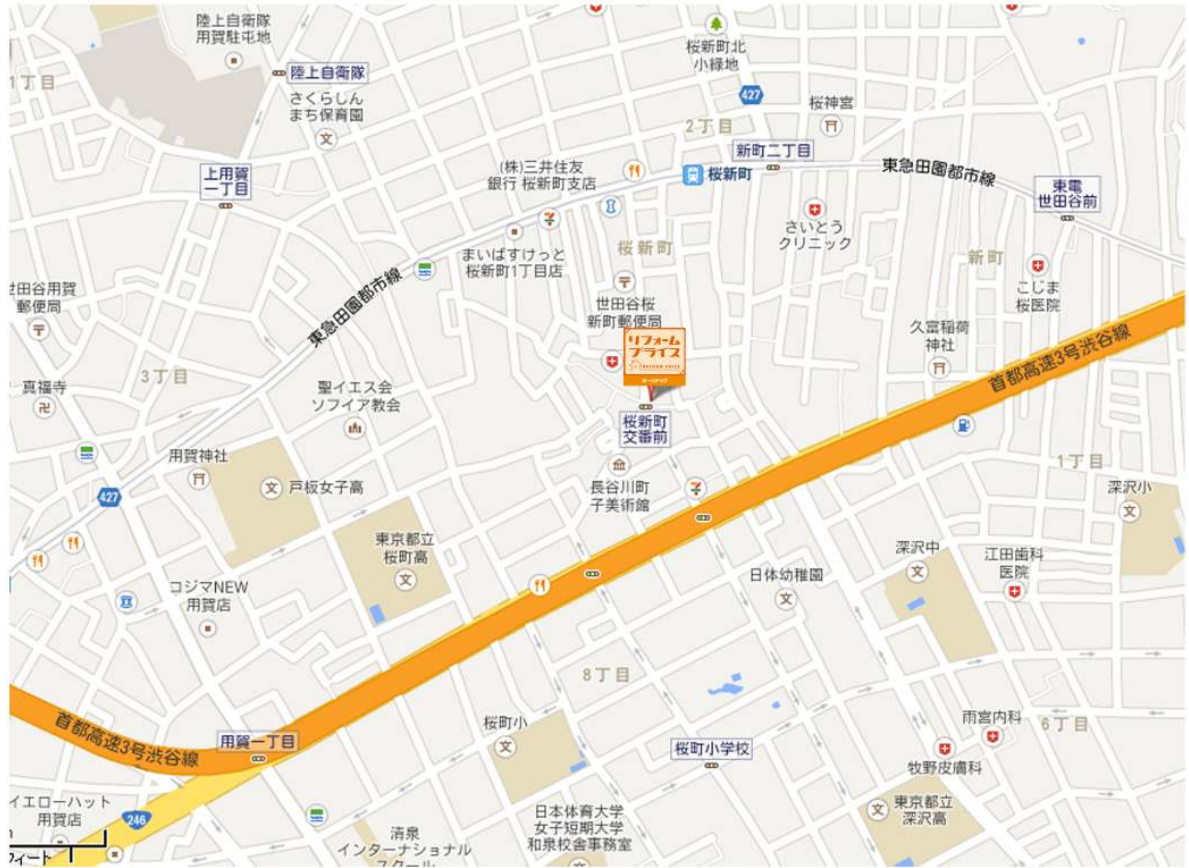 陸上自衛隊
用賀駐屯地
陸上自衛隊
桜新町北
小緑地
1丁目
さくらしん
まち保育園
427
桜神宮
2丁目
上用賀
一丁目
(株)三井住友
銀行 桜新町支店
新町二丁目
桜新町
東急田園都市線
東電
世田谷前
さいとう
クリニック
桜新町
まいばすけっと
桜新町1丁目店
新町
こじま
桜医院
世田谷用賀
郵便局
東急田園都市線
世田谷桜
新町郵便局
久富稲荷
神社
リフォーム
プライス
首都高速3号渋谷線
3丁目
真福寺
聖イエス会
ソフイア教会
桜新町
交番前
用賀神社
戸板女子高
427
長谷川町
子美術館
1丁目
深沢小
東京都立
桜町高
深沢中
江田歯科
医院
日体幼稚園
コジマNEW
用賀店
8丁目
首都高速3号渋谷線
用賀一丁目
桜町小
桜町小学校
雨宮内科
6丁目
牧野皮膚科
イエローハット
用賀店
246
日本体育大学
女子短期大学
和泉校舎事務室
東京都立
深沢高
清泉
インターナショナル
スクール
フィート